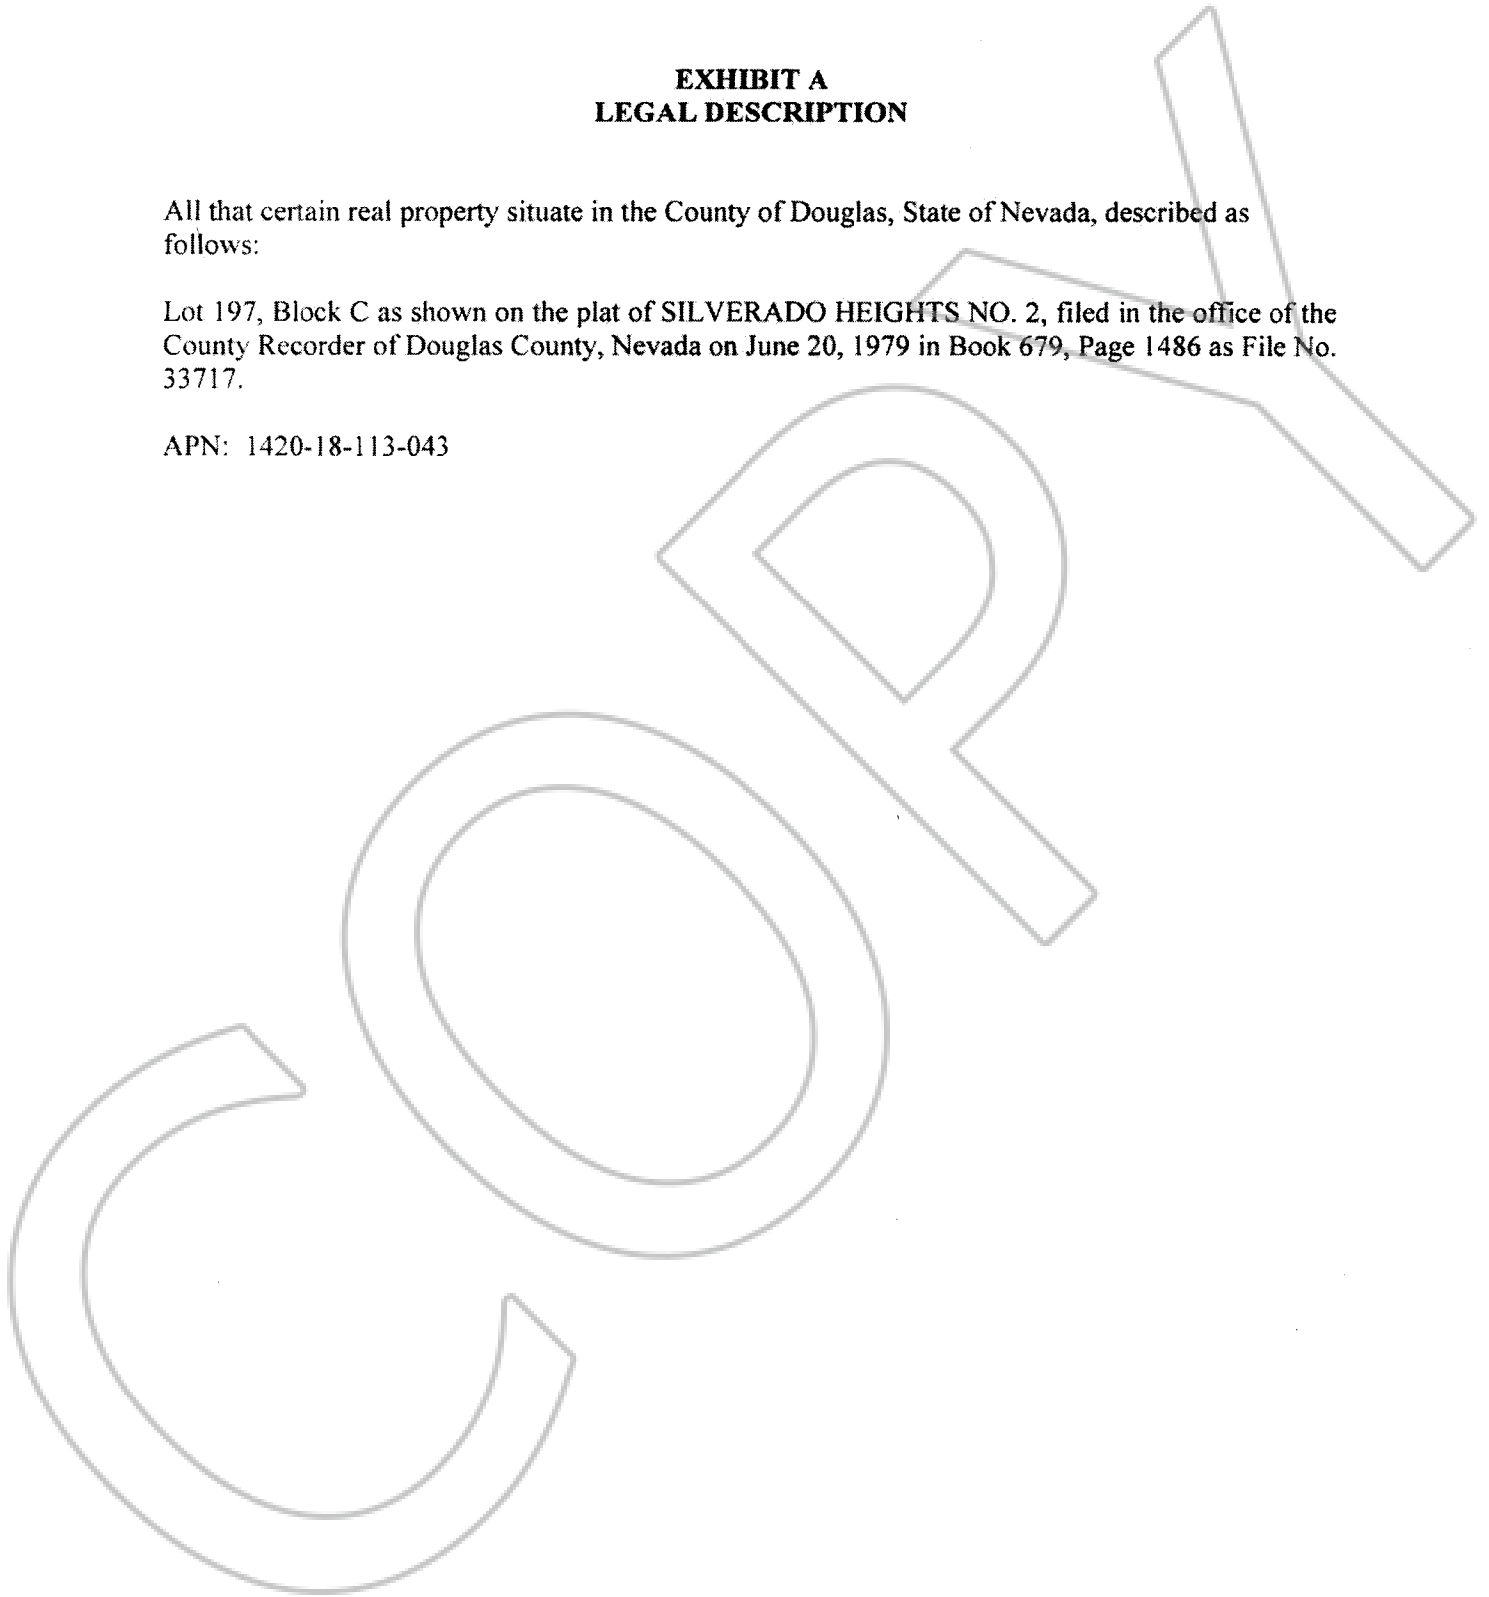 EXHIBIT A
LEGAL DESCRIPTION
All that certain real property situate in the County of Douglas, State of Nevada, described as
follows:
Lot 197, Block C as shown on the plat of SILVERADO HEIGHTS NO. 2, filed in the office of the
County Recorder of Douglas County, Nevada on June 20, 1979 in Book 679, Page 1486 as File No.
33717.
APN: 1420-18-113-043
COPY